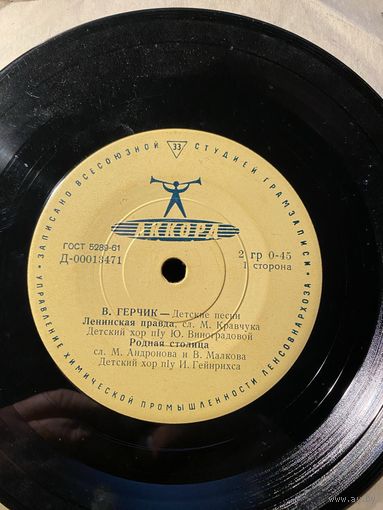 ЗАПИСАНО ВСЕСОЮЗНОЙ 33 СТУДИЕЙ ГРАМЗАПИСИ
АККОРД
ГОСТ 5289-61
Д-00013471
2 гр 0-45
1 сторона
В. ГЕРЧИК — Детские песни
Ленинская правда, сл. М. Кравчука
Детский хор п/у Ю. Виноградовой
Родная столица
сл. М. Андронова и В. Малкова
Детский хор п/у И. Гейнрихса
УПРАВЛЕНИЕ ХИМИЧЕСКОЙ ПРОМЫШЛЕННОСТИ ЛЕНСОВНАРХОЗА